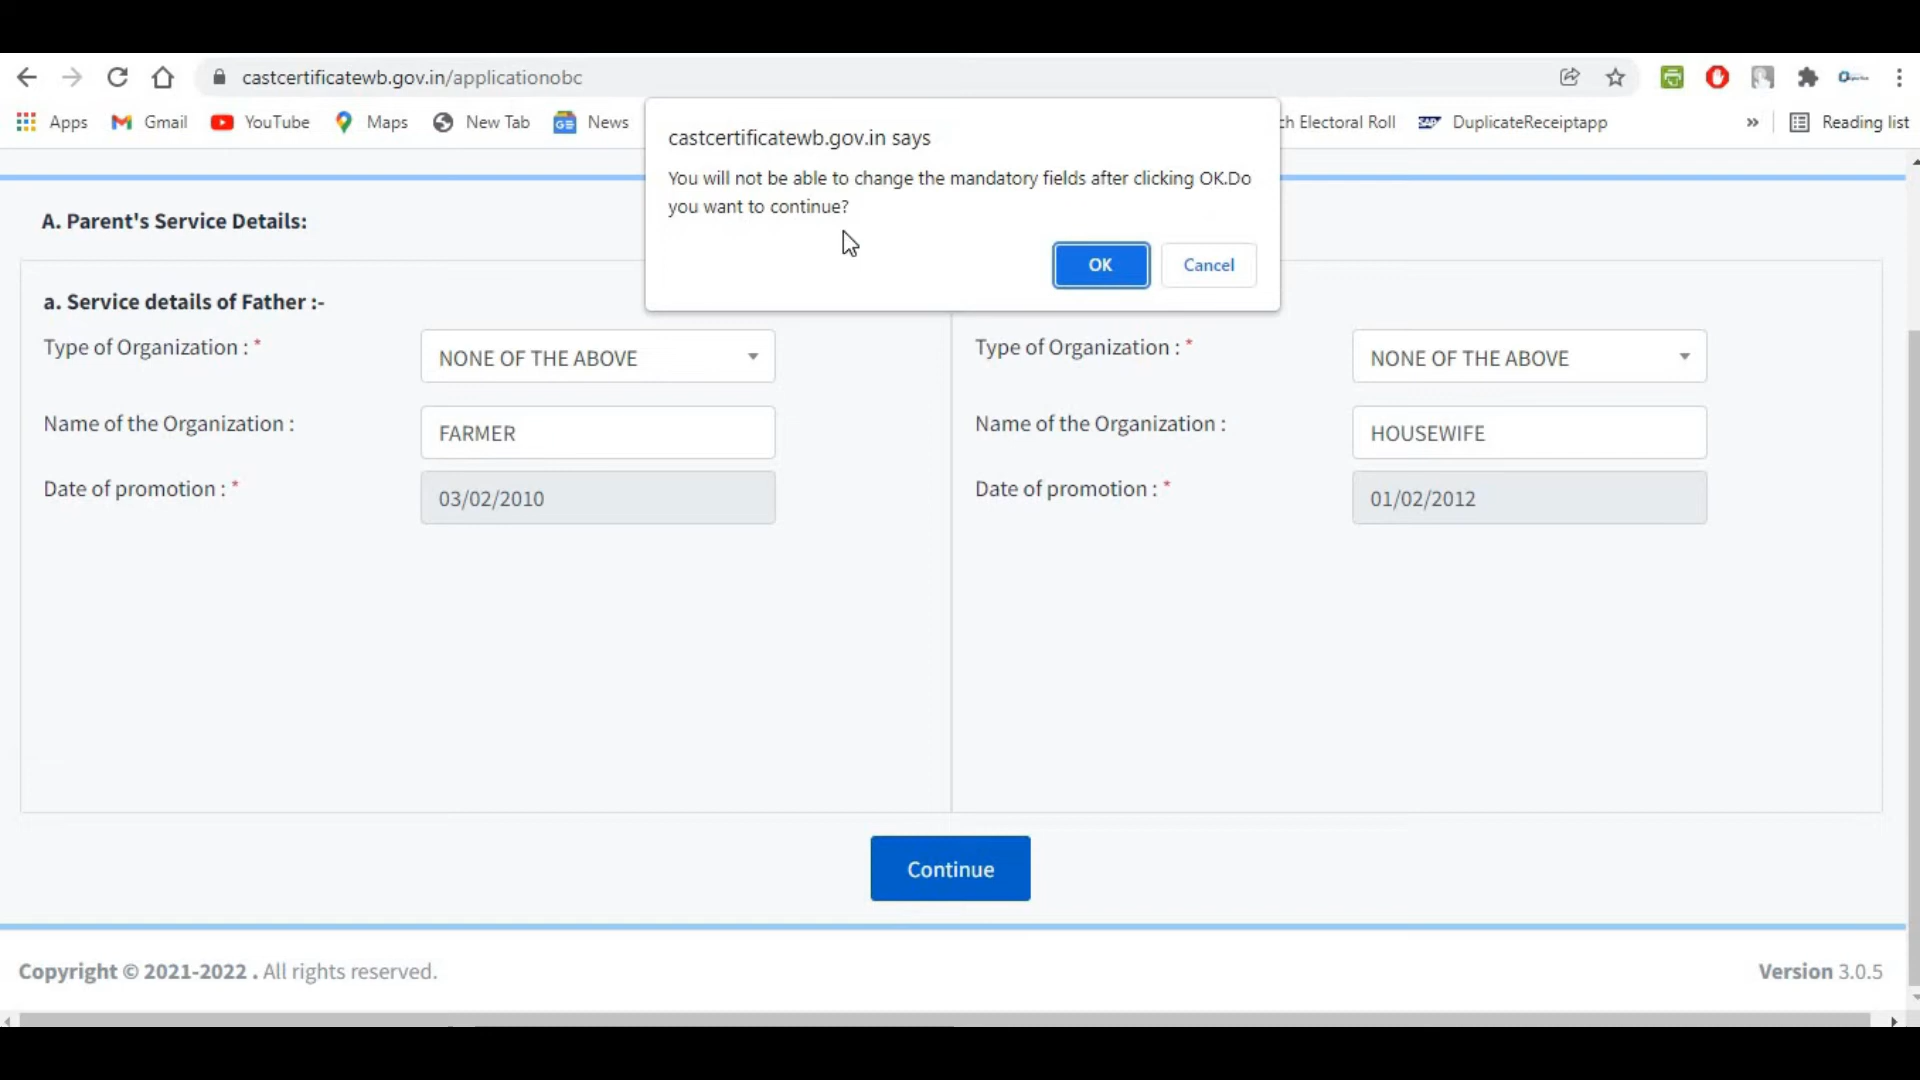 castcertificatewb.gov.in/applicationobc
Apps Gmail YouTube Maps New Tab News ch Electoral Roll DuplicateReceiptapp » Reading list
castcertificatewb.gov.in says
You will not be able to change the mandatory fields after clicking OK.Do
you want to continue?
OK Cancel
A. Parent's Service Details:
a. Service details of Father :-
Type of Organization : * NONE OF THE ABOVE Type of Organization : * NONE OF THE ABOVE
Name of the Organization : FARMER Name of the Organization : HOUSEWIFE
Date of promotion : * 03/02/2010 Date of promotion : * 01/02/2012
Continue
Copyright © 2021-2022 . All rights reserved. Version 3.0.5